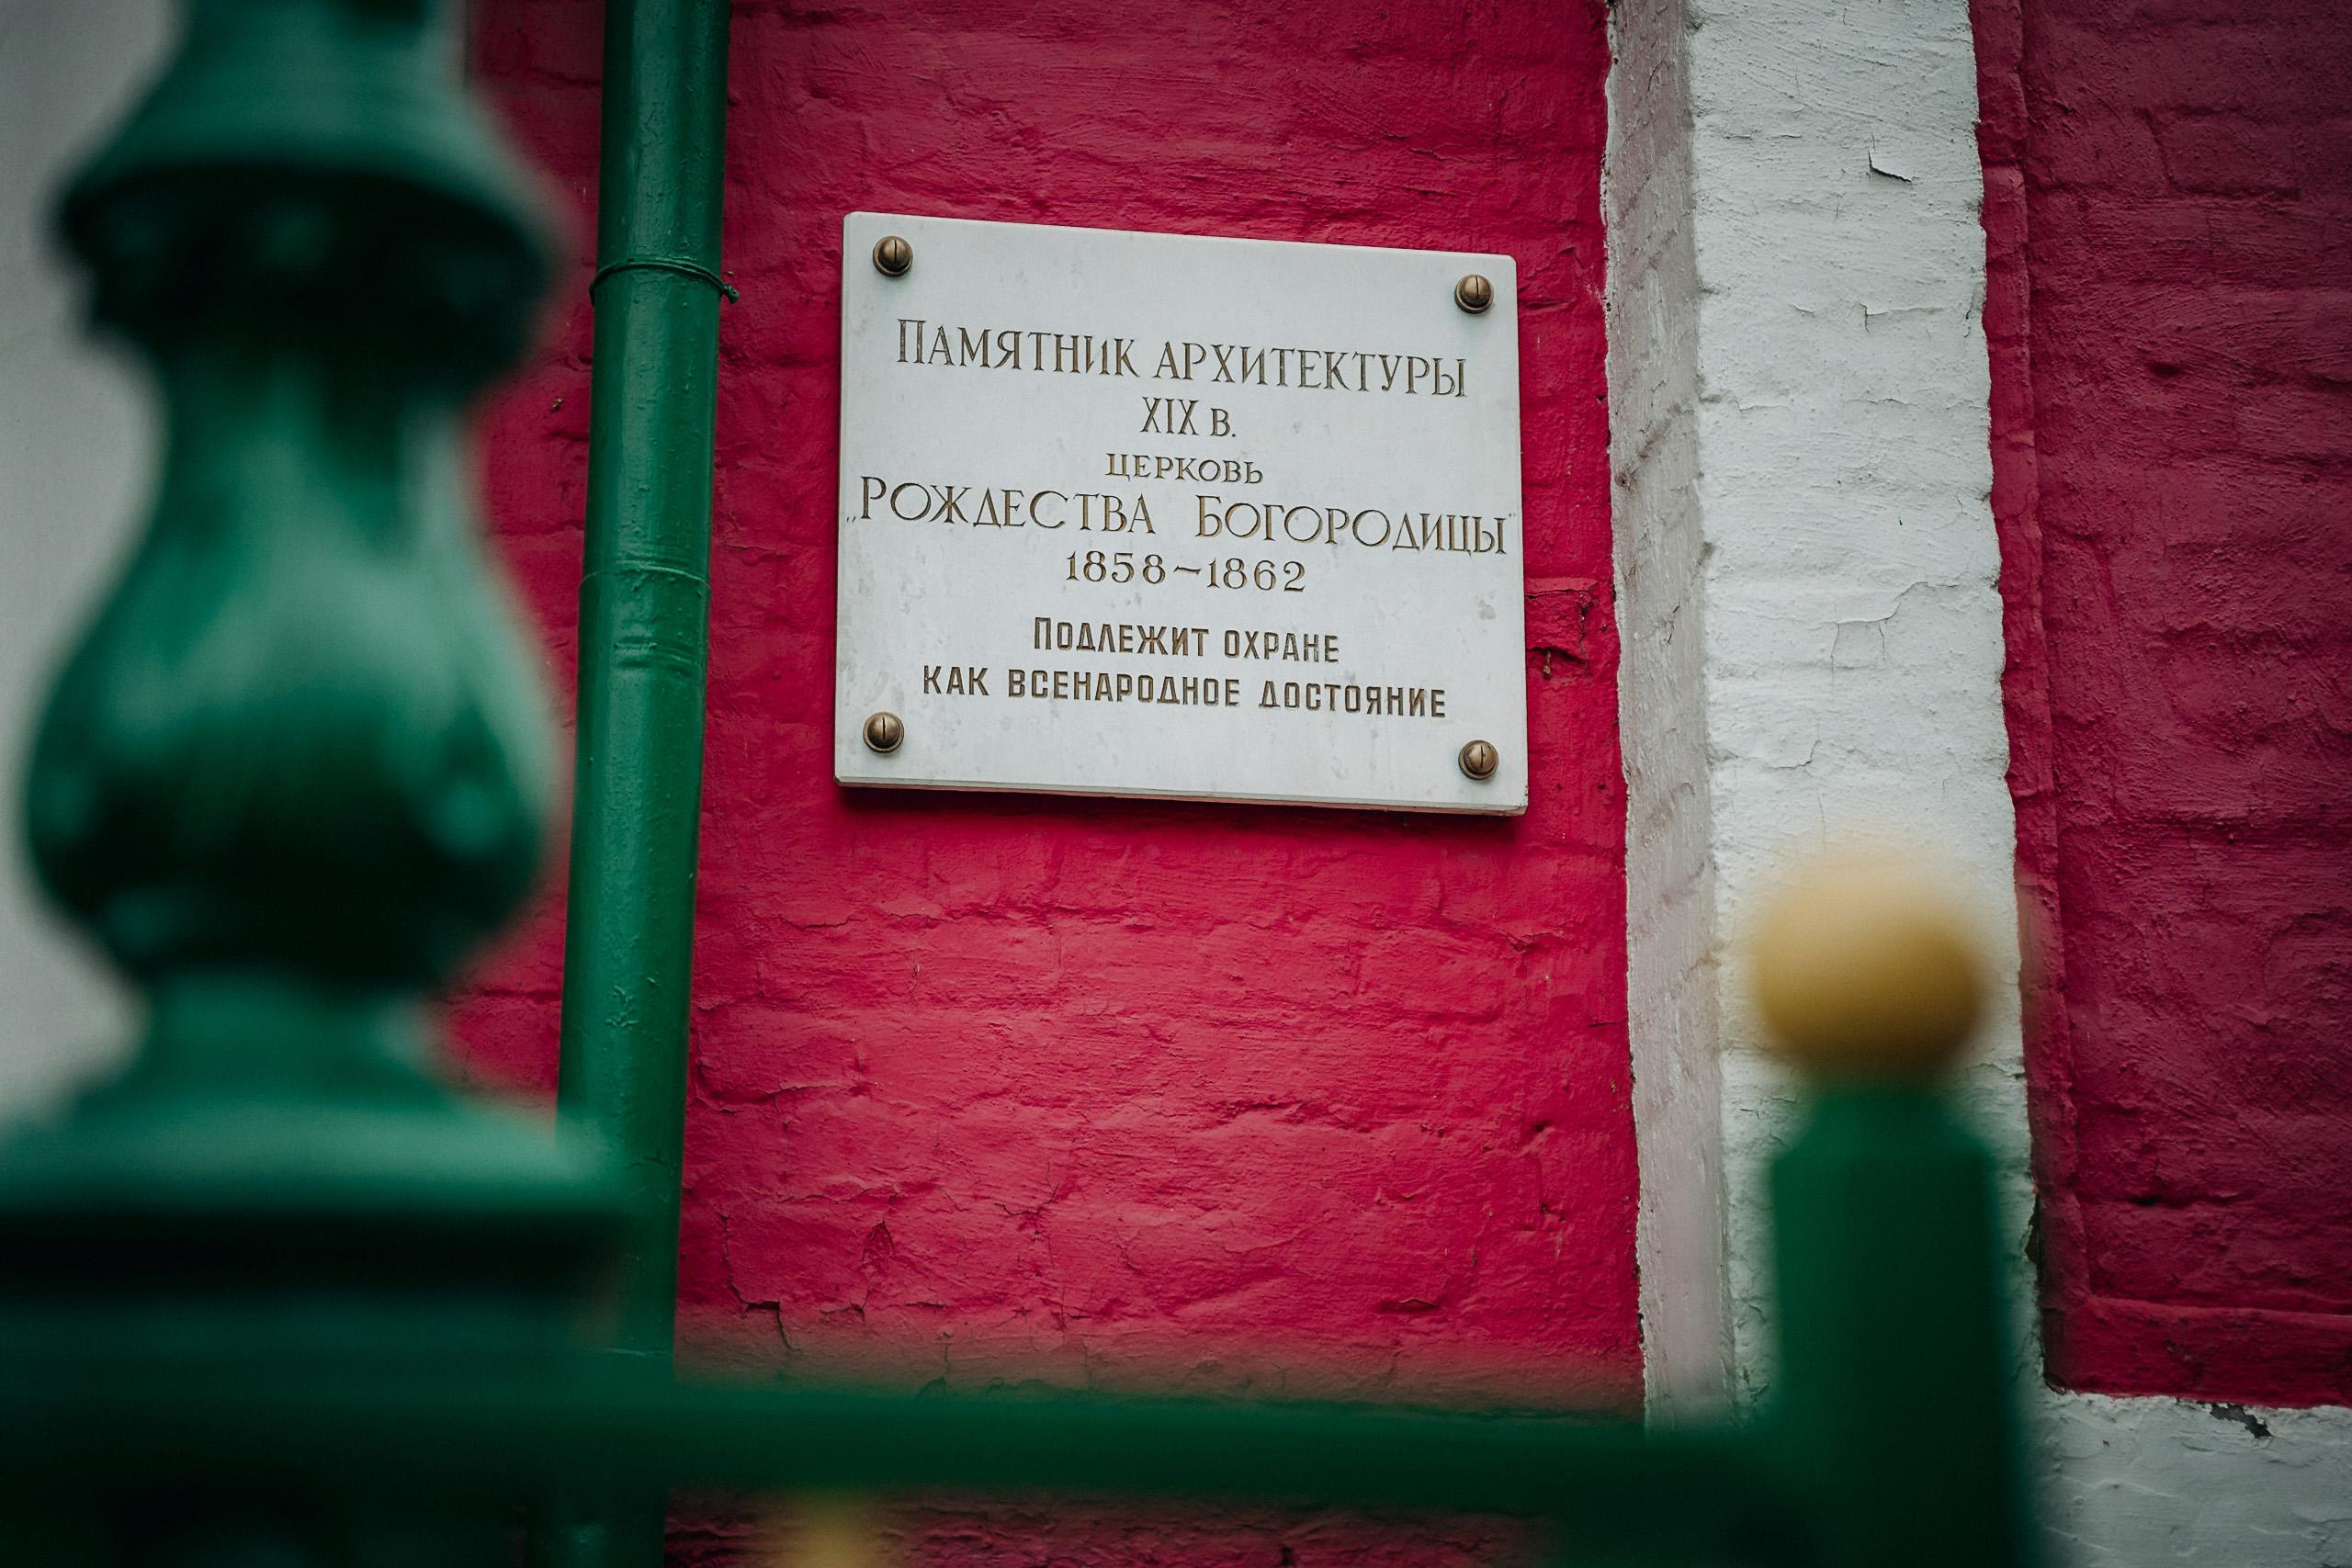 ПАМЯТНИК АРХИТЕКТУРЫ
XIX В.
ЦЕРКОВЬ
„РОЖДЕСТВА БОГОРОДИЦЫ"
1858–1862
ПОДЛЕЖИТ ОХРАНЕ
КАК ВСЕНАРОДНОЕ ДОСТОЯНИЕ